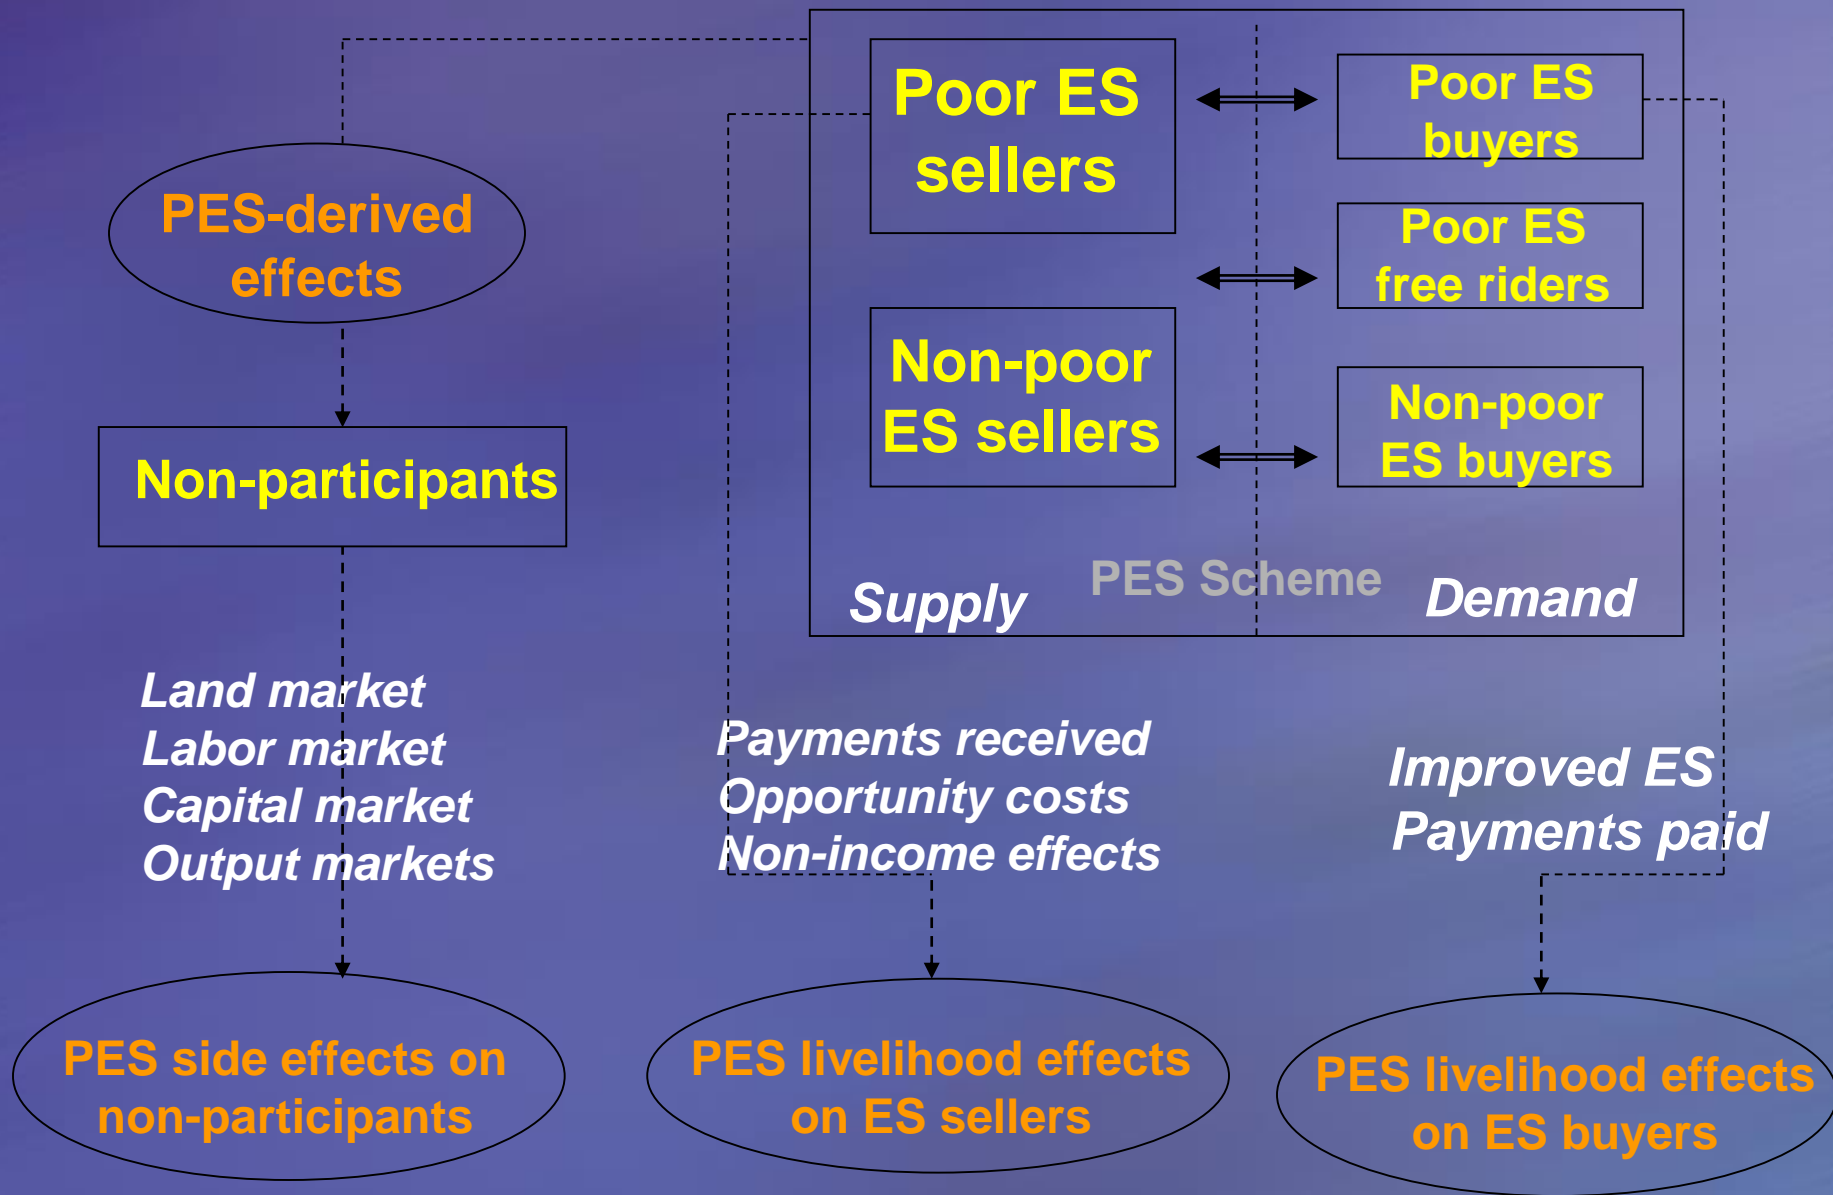 Poor ES
sellers
Poor ES
buyers
PES-derived
effects
Poor ES
free riders
Non-poor
ES sellers
Non-poor
ES buyers
Non-participants
Supply
PES Scheme
Demand
Land market
Labor market
Capital market
Output markets
Payments received
Opportunity costs
Non-income effects
Improved ES
Payments paid
PES side effects on
non-participants
PES livelihood effects
on ES sellers
PES livelihood effects
on ES buyers